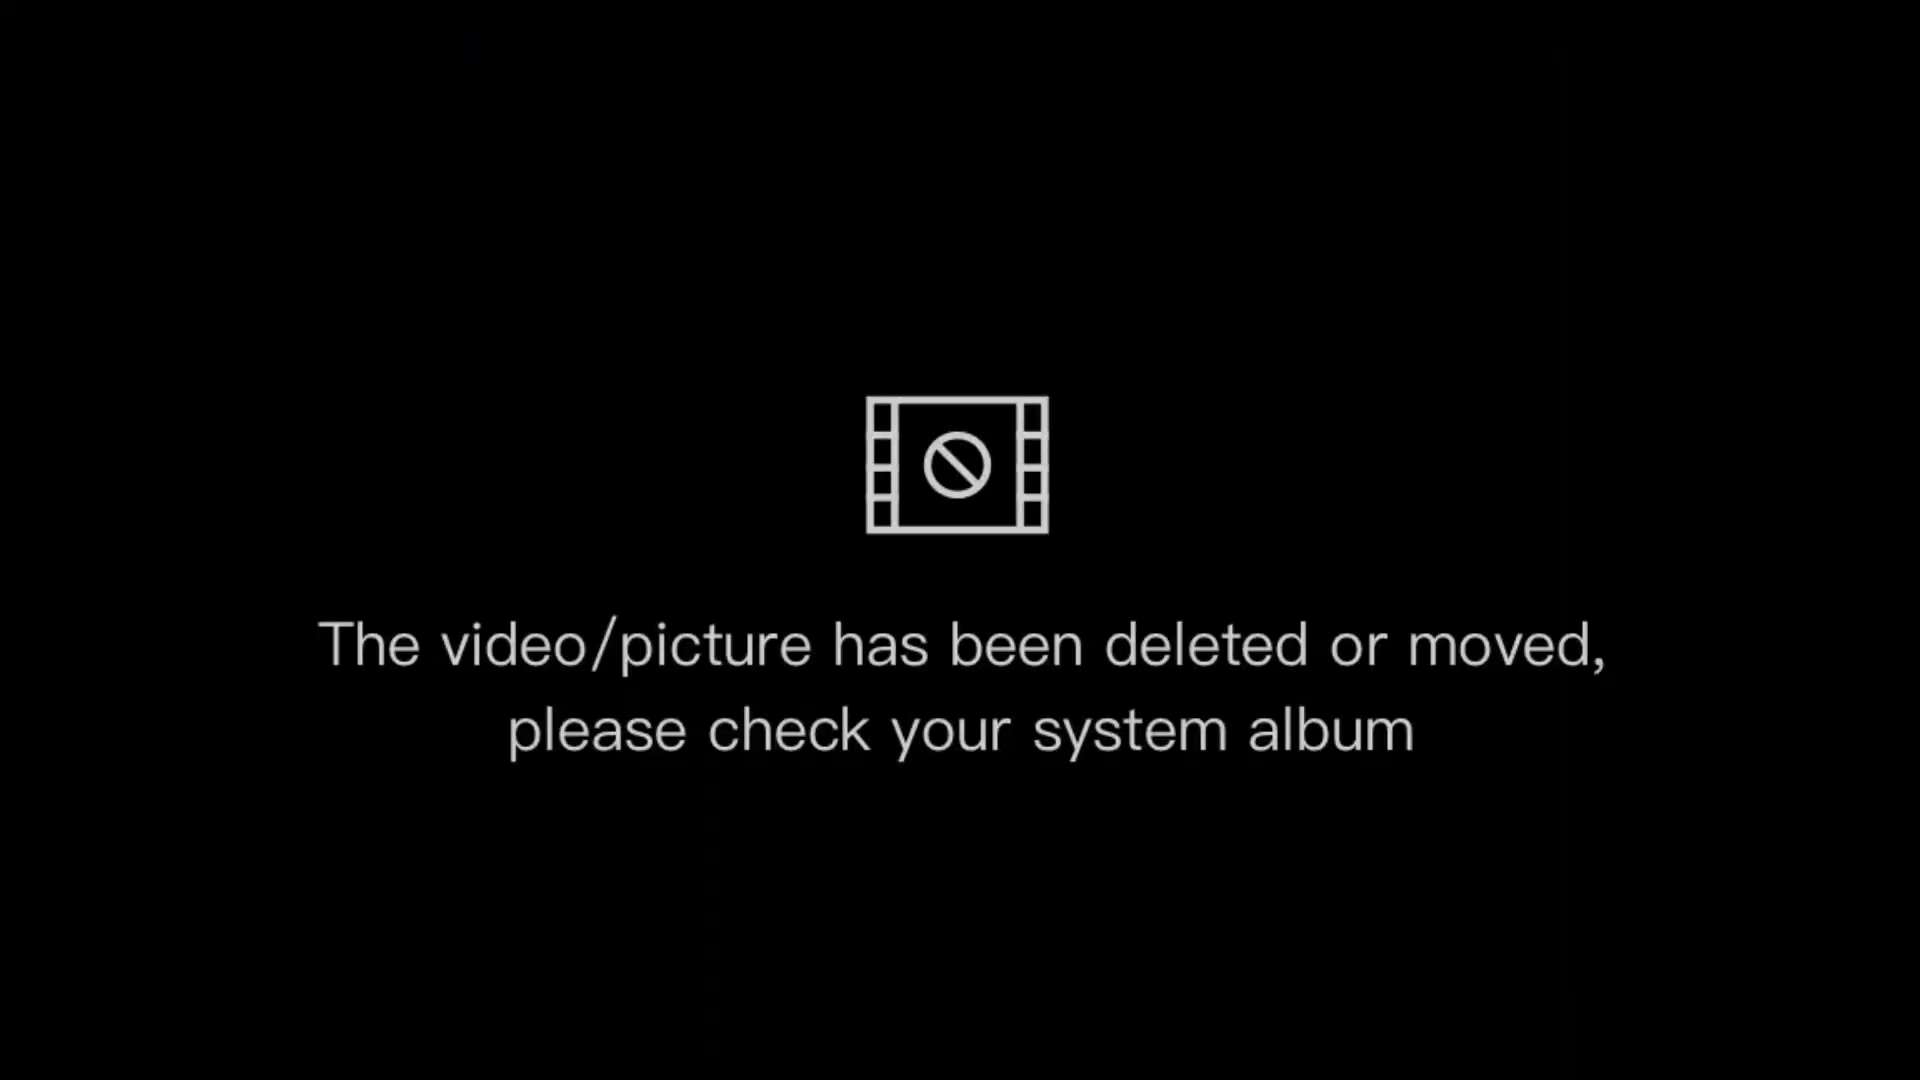 The video/picture has been deleted or moved,
please check your system album